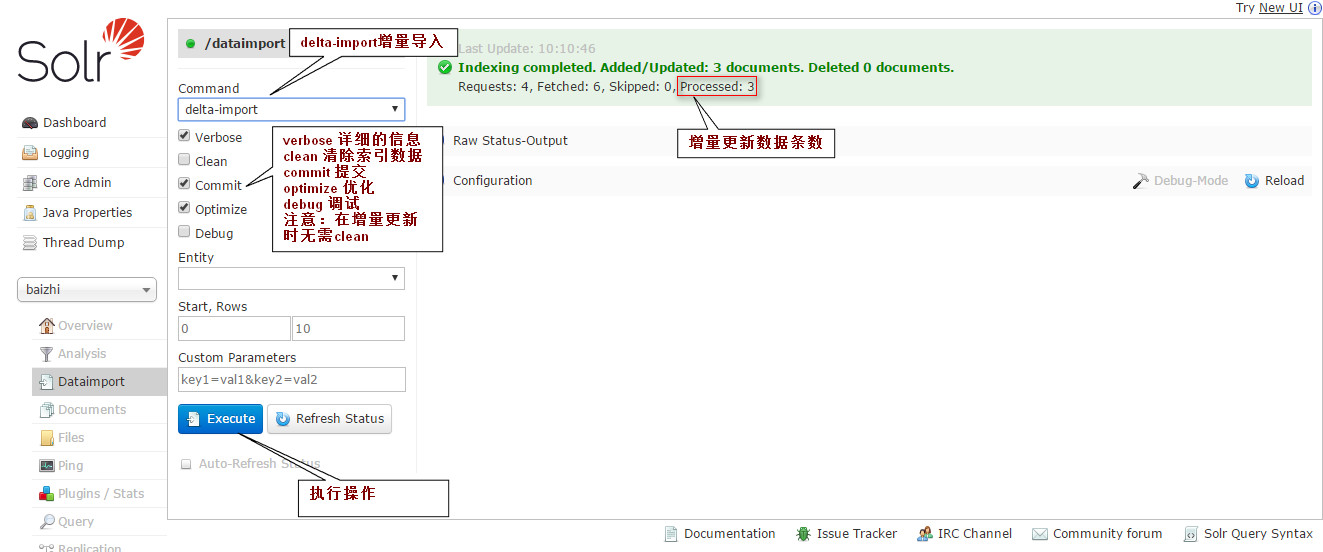 Try New UI
Solr
Dashboard
Logging
Core Admin
Java Properties
Thread Dump
baizhi
Overview
Analysis
Dataimport
Documents
Files
Ping
Plugins / Stats
Query
Replication
/dataimport
delta-import增量导入
Command
delta-import
Verbose
Clean
Commit
Optimize
Debug
verbose 详细的信息
clean 清除索引数据
commit 提交
optimize 优化
debug 调试
注意：在增量更新
时无需clean
Entity
Start, Rows
0
10
Custom Parameters
key1=val1&key2=val2
Execute
Refresh Status
Auto-Refresh Status
执行操作
Last Update: 10:10:46
Indexing completed. Added/Updated: 3 documents. Deleted 0 documents.
Requests: 4, Fetched: 6, Skipped: 0, Processed: 3
增量更新数据条数
Raw Status-Output
Configuration
Debug-Mode
Reload
Documentation
Issue Tracker
IRC Channel
Community forum
Solr Query Syntax